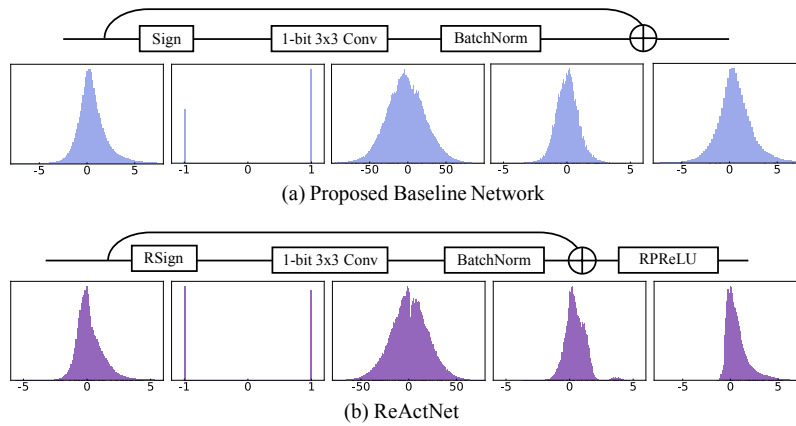 Sign 1-bit 3x3 Conv BatchNorm
-5 0 5 -1 1 -50 0 50 -5 0 5 -5 0 5
(a) Proposed Baseline Network
RSign 1-bit 3x3 Conv BatchNorm RPReLU
-5 0 5 -1 1 -50 0 50 -5 0 5 -5 0 5
(b) ReActNet